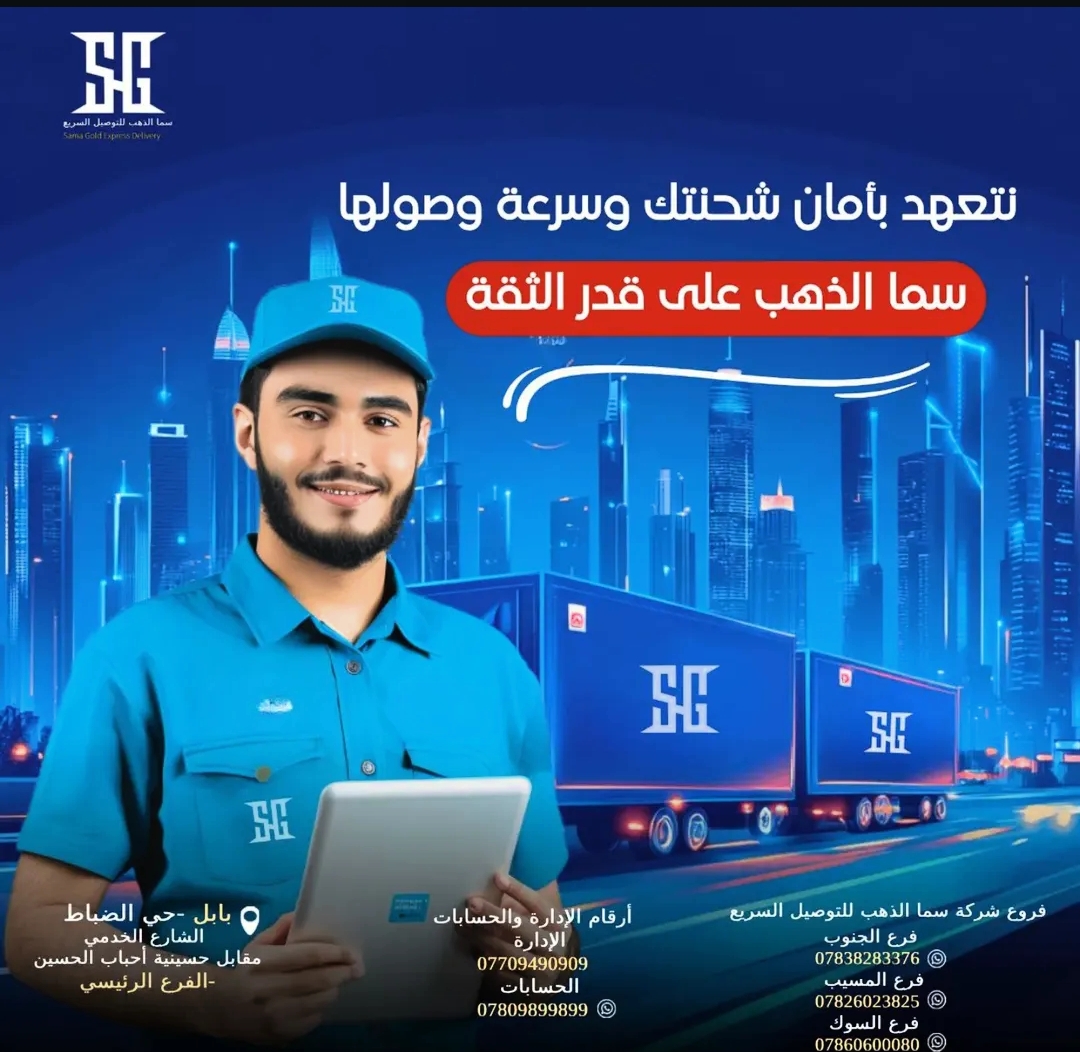 SG
سما الذهب للتوصيل السريع
Sama Gold Express Delivery
نتعهد بأمان شحنتك وسرعة وصولها
سما الذهب على قدر الثقة
SG
SG
SG
SG
بابل -حي الضباط
الشارع الخدمي
مقابل حسينية أحباب الحسين
-الفرع الرئيسي
أرقام الإدارة والحسابات
الإدارة
07709490909
الحسابات
07809899899
فروع شركة سما الذهب للتوصيل السريع
فرع الجنوب
07838283376
فرع المسيب
07826023825
فرع السوك
07860600080